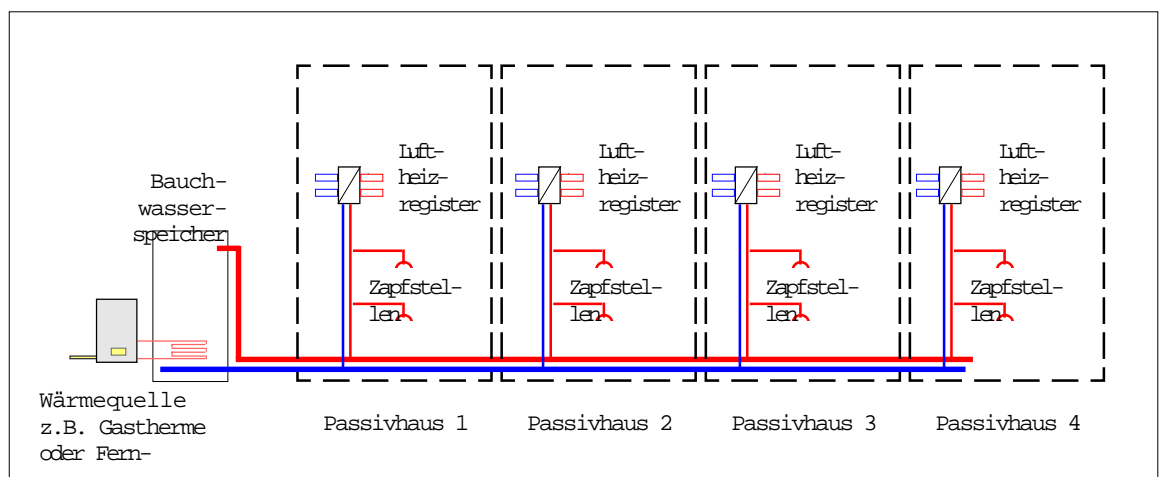 Bauch-
wasser-
speicher
Wärmequelle
z.B. Gastherme
oder Fern-
Luft-
heiz-
register
Zapfstel-
len
Passivhaus 1
Luft-
heiz-
register
Zapfstel-
len
Passivhaus 2
Luft-
heiz-
register
Zapfstel-
len
Passivhaus 3
Luft-
heiz-
register
Zapfstel-
len
Passivhaus 4